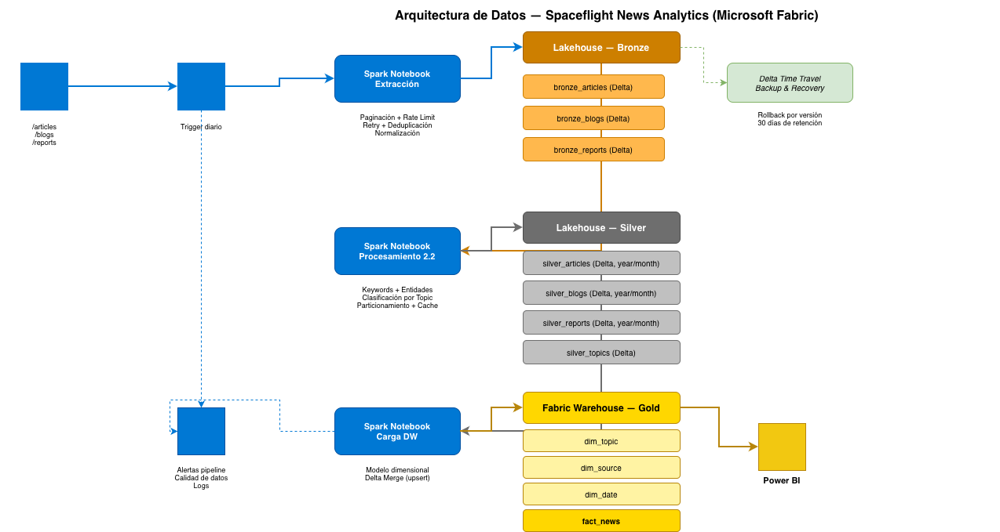 Arquitectura de Datos — Spaceflight News Analytics (Microsoft Fabric)
/articles
/blogs
/reports
Trigger diario
Spark Notebook
Extracción
Paginación + Rate Limit
Retry + Deduplicación
Normalización
Lakehouse — Bronze
bronze_articles (Delta)
bronze_blogs (Delta)
bronze_reports (Delta)
Delta Time Travel
Backup & Recovery
Rollback por versión
30 días de retención
Spark Notebook
Procesamiento 2.2
Keywords + Entidades
Clasificación por Topic
Particionamiento + Cache
Lakehouse — Silver
silver_articles (Delta, year/month)
silver_blogs (Delta, year/month)
silver_reports (Delta, year/month)
silver_topics (Delta)
Alertas pipeline
Calidad de datos
Logs
Spark Notebook
Carga DW
Modelo dimensional
Delta Merge (upsert)
Fabric Warehouse — Gold
dim_topic
dim_source
dim_date
fact_news
Power BI